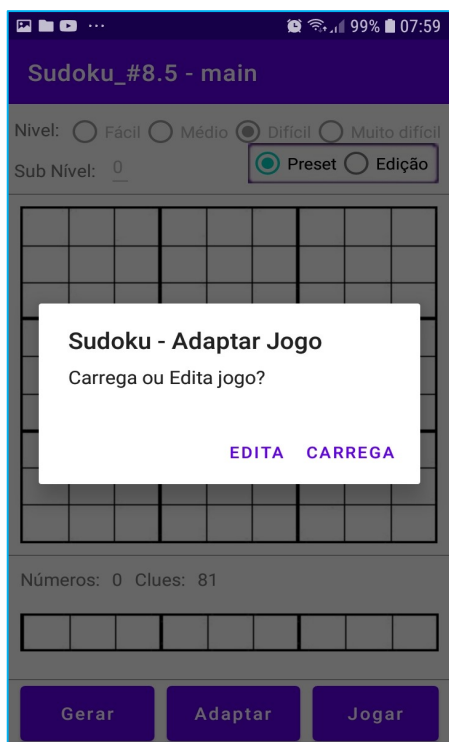 99% 07:59
Sudoku_#8.5 - main
Nivel: Fácil Médio Difícil Muito difícil
Sub Nível: 0 Preset Edição
Sudoku - Adaptar Jogo
Carrega ou Edita jogo?
EDITA CARREGA
Números: 0 Clues: 81
Gerar Adaptar Jogar